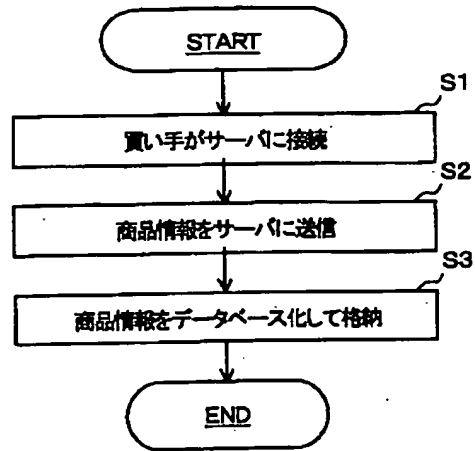 START
S1
買い手がサーバに接続
S2
商品情報をサーバに送信
S3
商品情報をデータベース化して格納
END